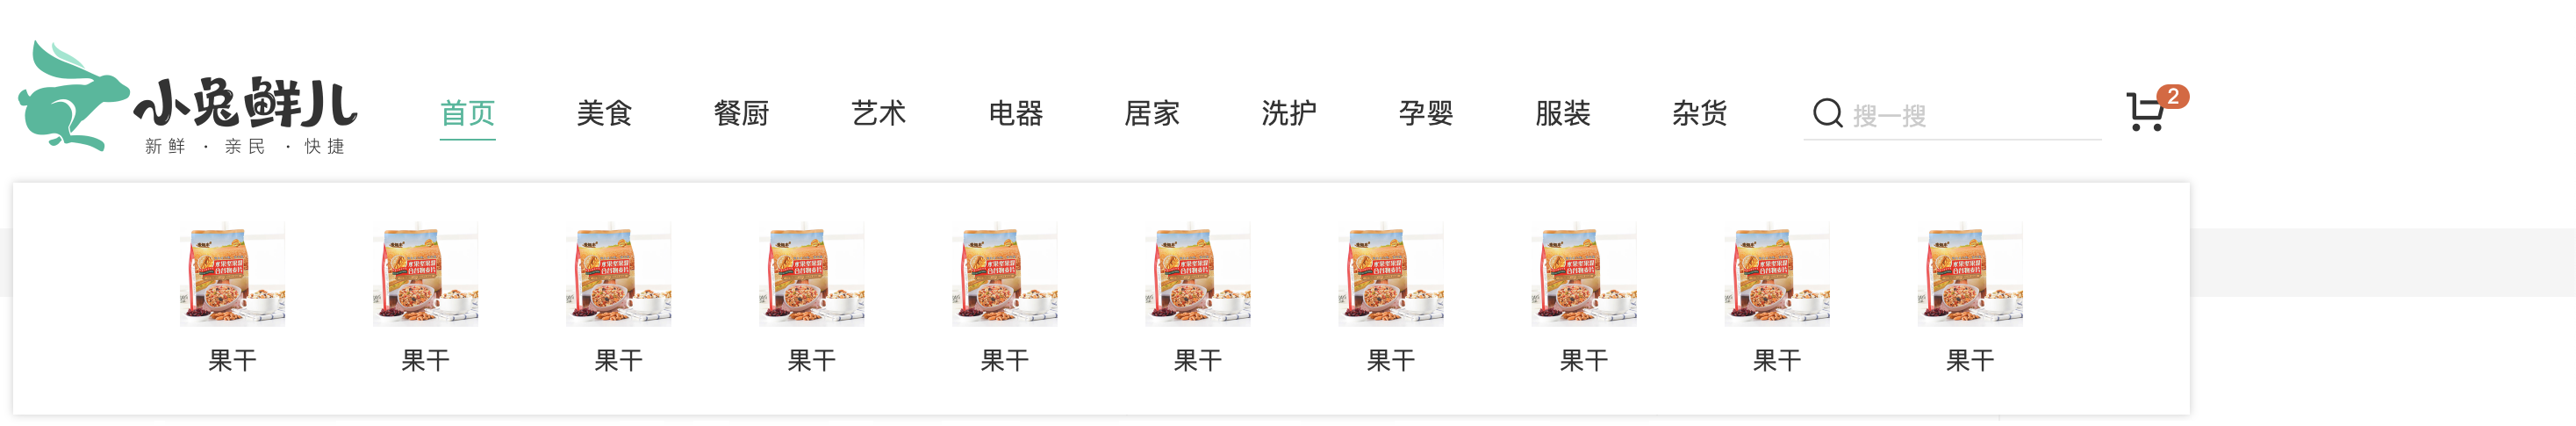 小兔鲜儿
新鲜 · 亲民 · 快捷
首页 美食 餐厨 艺术 电器 居家 洗护 孕婴 服装 杂货 搜一搜 2
果干 果干 果干 果干 果干 果干 果干 果干 果干 果干